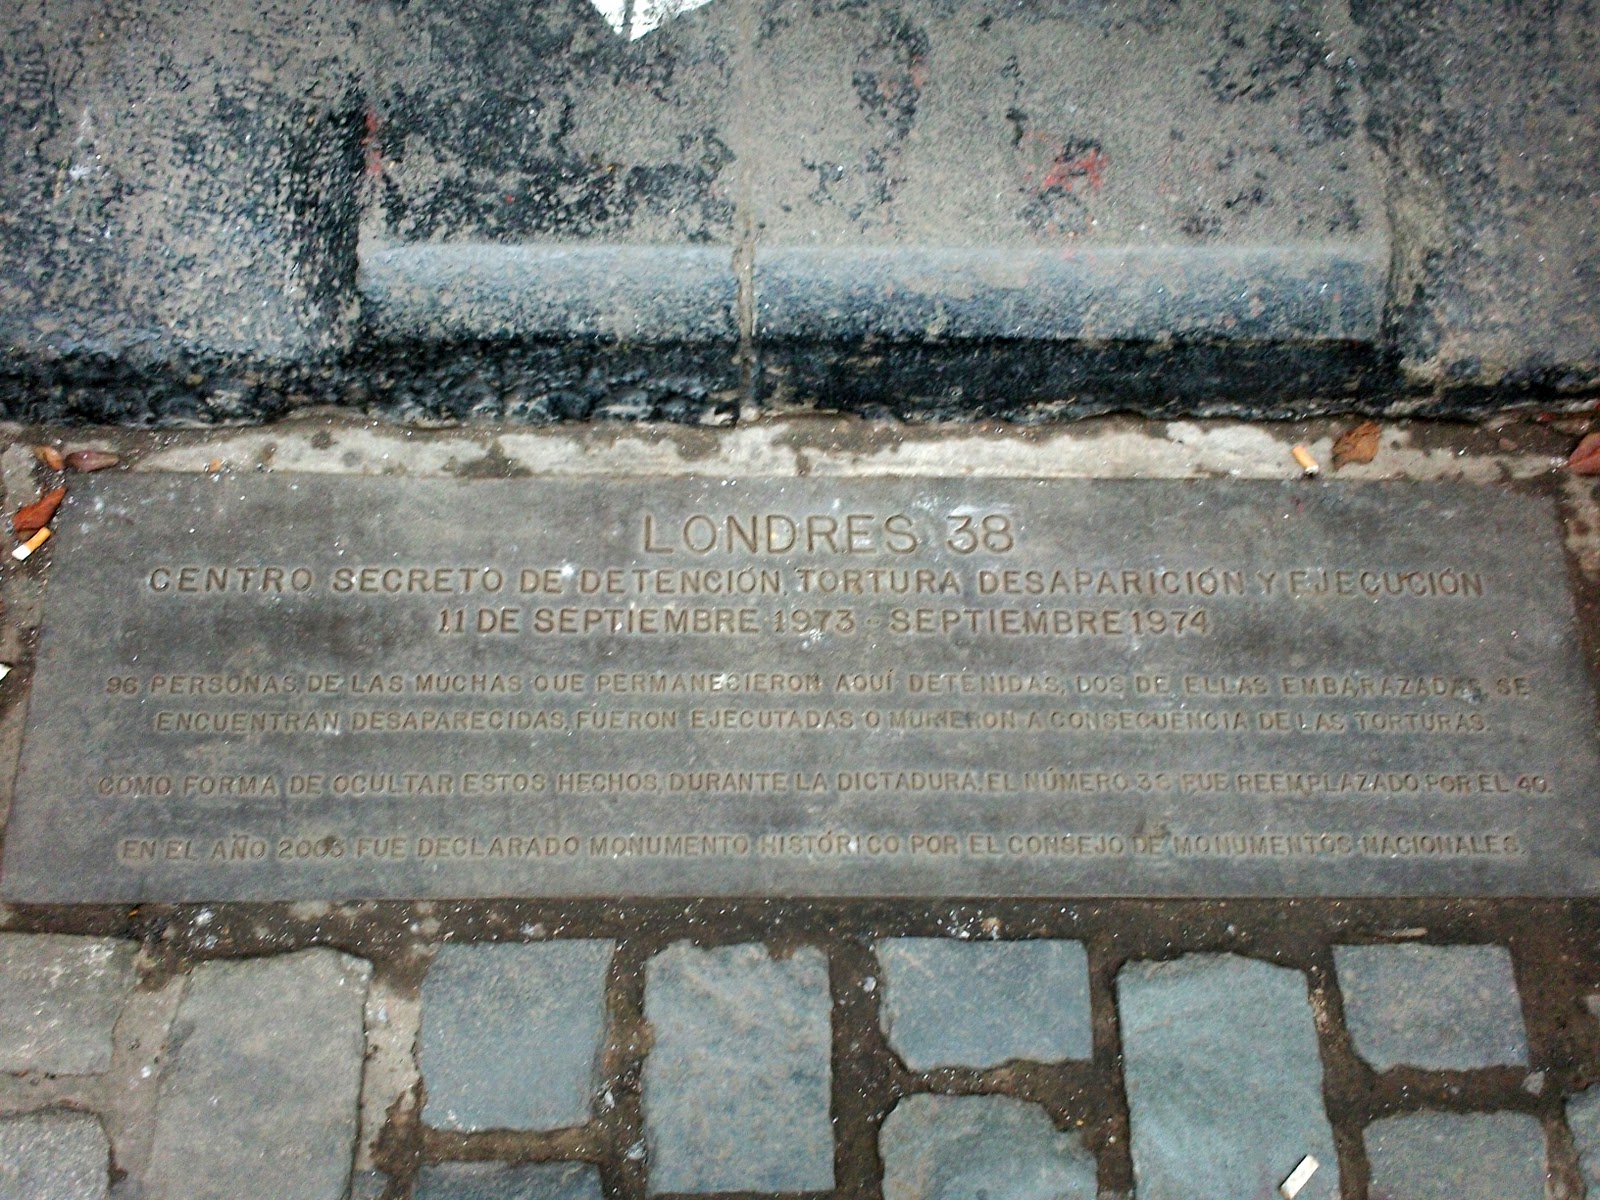 LONDRES 38
CENTRO SECRETO DE DETENCIÓN, TORTURA DESAPARICIÓN Y EJECUCIÓN
11 DE SEPTIEMBRE 1973 - SEPTIEMBRE 1974
96 PERSONAS, DE LAS MUCHAS QUE PERMANECIERON AQUÍ DETENIDAS, DOS DE ELLAS EMBARAZADAS, SE
ENCUENTRAN DESAPARECIDAS, FUERON EJECUTADAS O MURIERON A CONSECUENCIA DE LAS TORTURAS.
COMO FORMA DE OCULTAR ESTOS HECHOS, DURANTE LA DICTADURA, EL NÚMERO 38 FUE REEMPLAZADO POR EL 40.
EN EL AÑO 2005 FUE DECLARADO MONUMENTO HISTÓRICO POR EL CONSEJO DE MONUMENTOS NACIONALES.